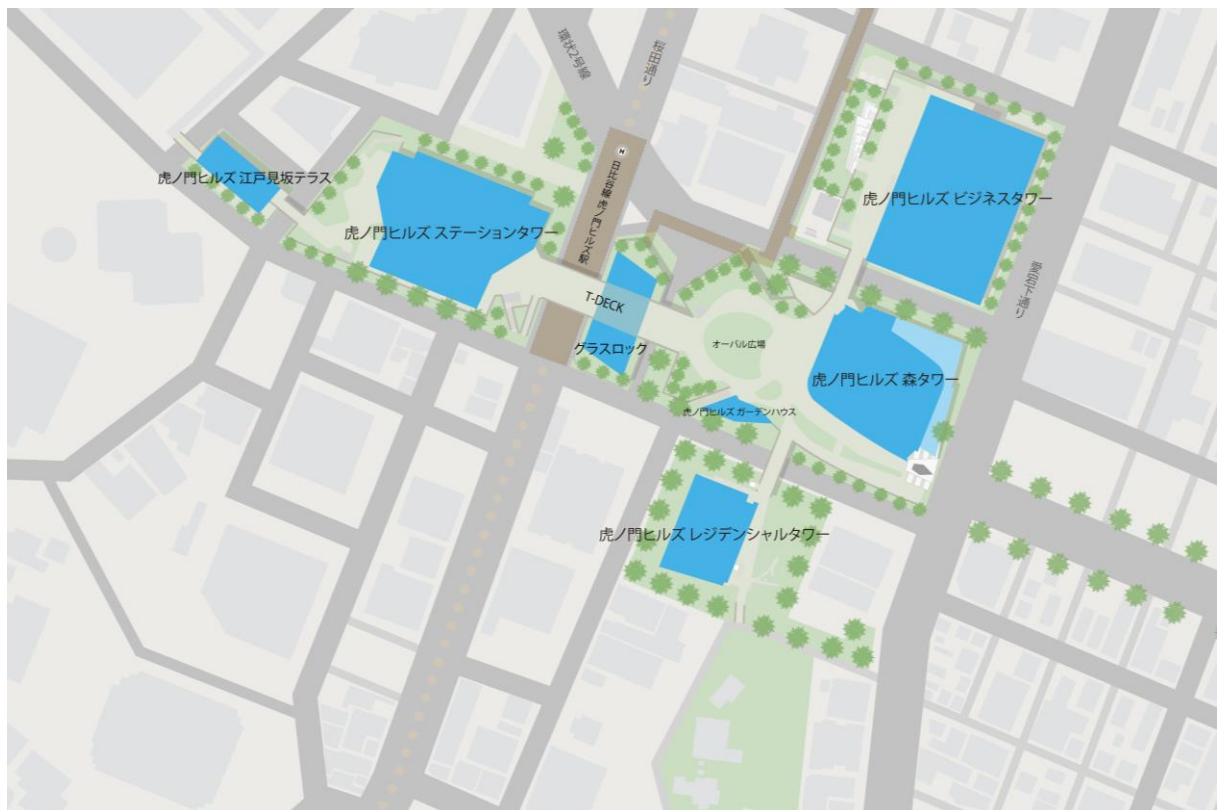 環状2号線
桜田通り
H
日比谷線 虎ノ門ヒルズ駅
虎ノ門ヒルズ 江戸見坂テラス
虎ノ門ヒルズ ステーションタワー
虎ノ門ヒルズ ビジネスタワー
愛宕下通り
T-DECK
グラスロック
オーバル広場
虎ノ門ヒルズ 森タワー
虎ノ門ヒルズ ガーデンハウス
虎ノ門ヒルズ レジデンシャルタワー